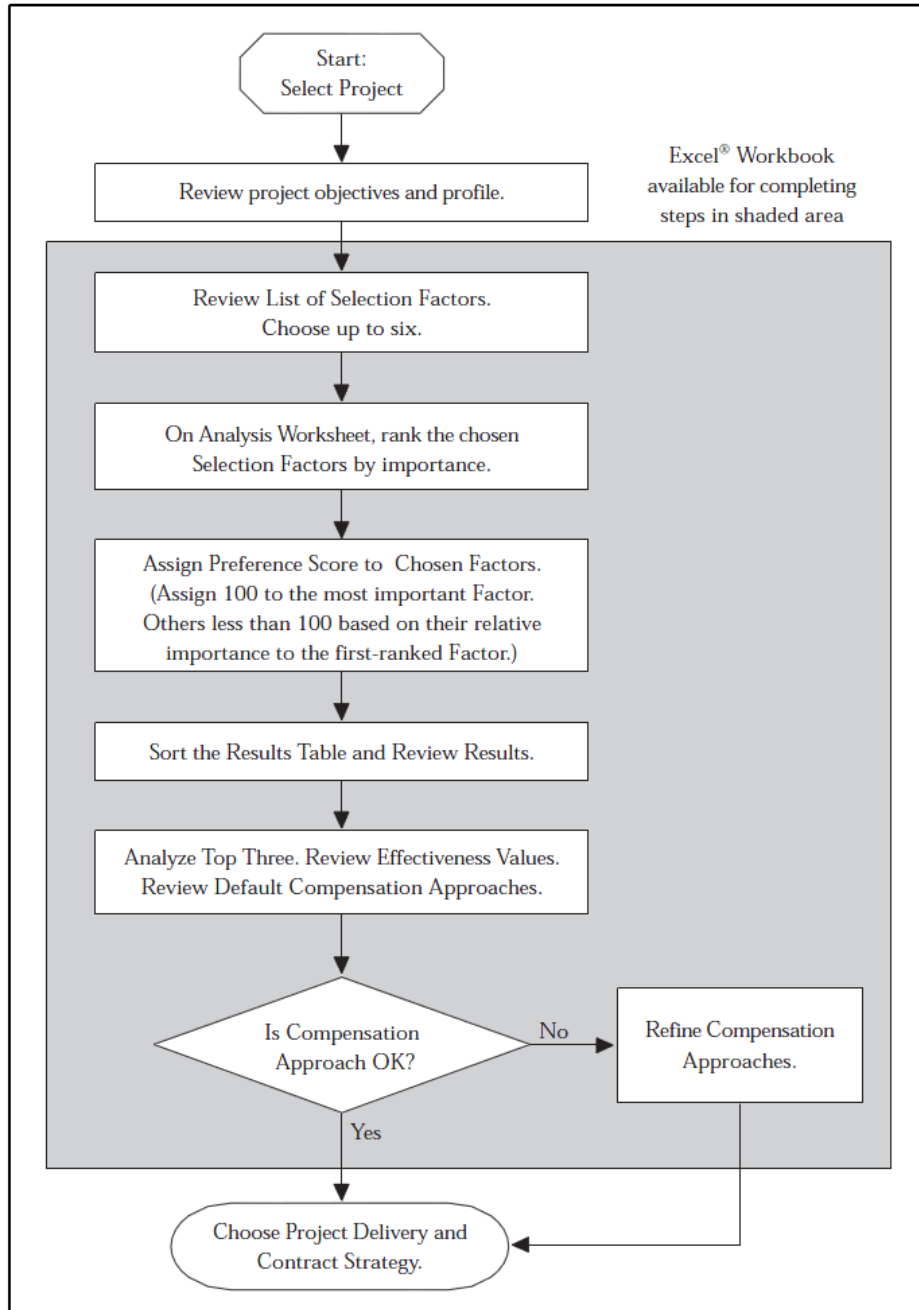 Start:
Select Project
Review project objectives and profile.
Excel® Workbook
available for completing
steps in shaded area
Review List of Selection Factors.
Choose up to six.
On Analysis Worksheet, rank the chosen
Selection Factors by importance.
Assign Preference Score to Chosen Factors.
(Assign 100 to the most important Factor.
Others less than 100 based on their relative
importance to the first-ranked Factor.)
Sort the Results Table and Review Results.
Analyze Top Three. Review Effectiveness Values.
Review Default Compensation Approaches.
Is Compensation
Approach OK?
No
Refine Compensation
Approaches.
Yes
Choose Project Delivery and
Contract Strategy.